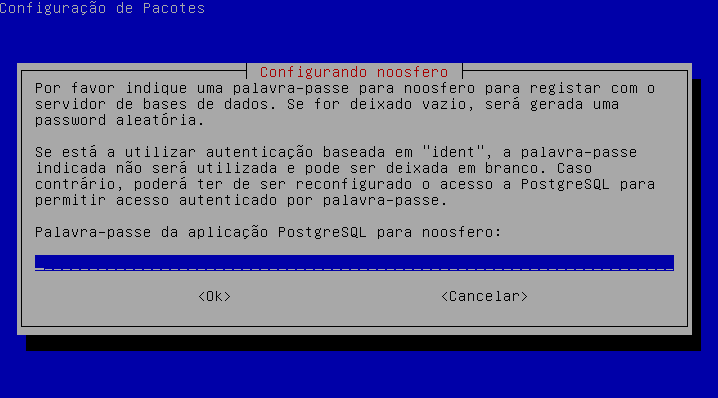 Configuração de Pacotes
Configurando noosfero
Por favor indique uma palavra-passe para noosfero para registar com o
servidor de bases de dados. Se for deixado vazio, será gerada uma
password aleatória.
Se está a utilizar autenticação baseada em "ident", a palavra-passe
indicada não será utilizada e pode ser deixada em branco. Caso
contrário, poderá ter de ser reconfigurado o acesso a PostgreSQL para
permitir acesso autenticado por palavra-passe.
Palavra-passe da aplicação PostgreSQL para noosfero:
<Ok> <Cancelar>